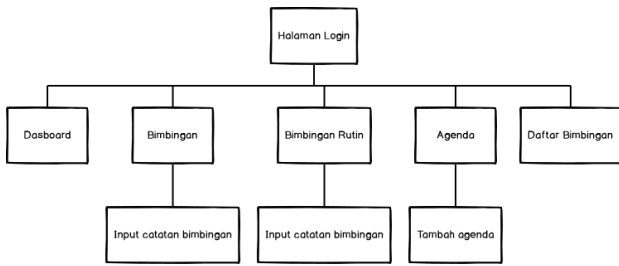 Halaman Login
Dasboard
Bimbingan
Bimbingan Rutin
Agenda
Daftar Bimbingan
Input catatan bimbingan
Input catatan bimbingan
Tambah agenda